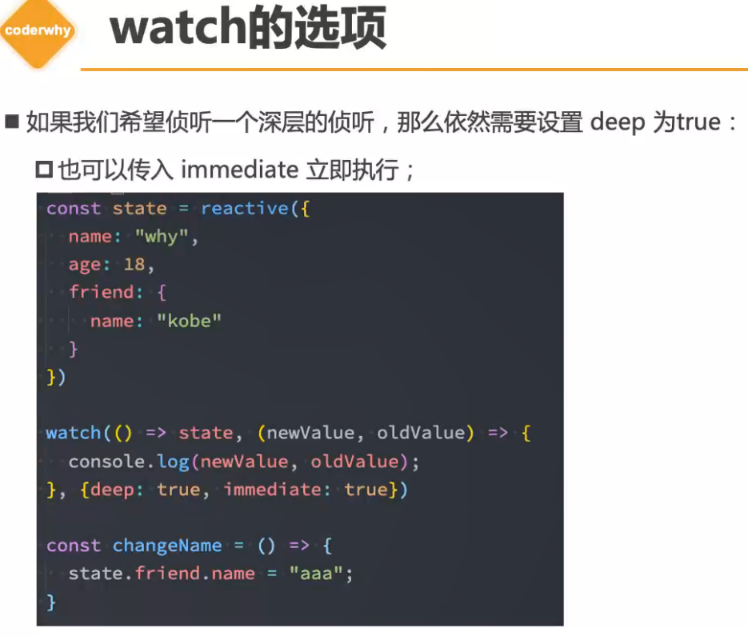 coderwhy
watch的选项
如果我们希望侦听一个深层的侦听，那么依然需要设置 deep 为true：
也可以传入 immediate 立即执行；
const state = reactive({
  name: "why",
  age: 18,
  friend: {
    name: "kobe"
  }
})
watch(() => state, (newValue, oldValue) => {
  console.log(newValue, oldValue);
}, {deep: true, immediate: true})
const changeName = () => {
  state.friend.name = "aaa";
}